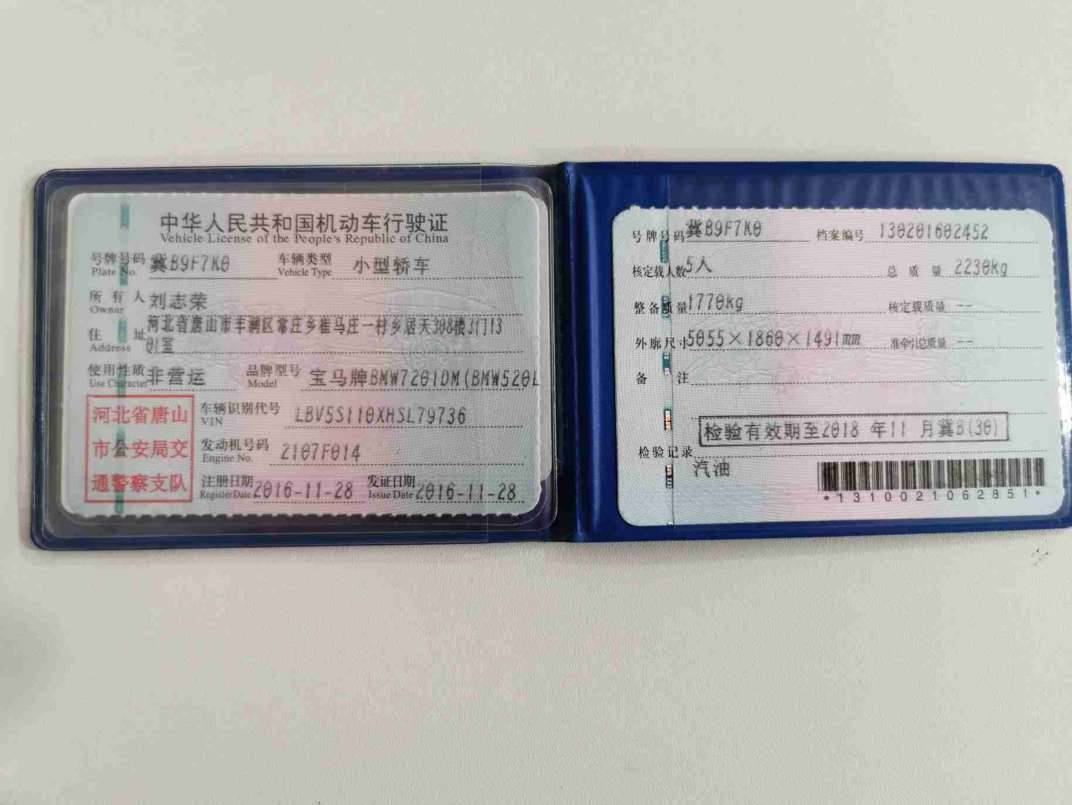 中华人民共和国机动车行驶证
Vehicle License of the People's Republic of China
号牌号码 冀B9F7K0 车辆类型 小型轿车
Plate No. Vehicle Type
所有人 刘志荣
Owner
住址 河北省唐山市丰润区常庄乡崔马庄一村乡居天308楼3门13
Address 01室
使用性质 非营运 品牌型号 宝马牌BMW7201DM(BMW520L
Use Character Model
河北省唐山
市公安局交
通警察支队
车辆识别代号 LBV5S110XHSL79736
VIN
发动机号码 2107F014
Engine No.
注册日期 2016-11-28 发证日期 2016-11-28
Register Date Issue Date
号牌号码 冀B9F7K0 档案编号 130201602452
核定载人数 5人 总质量 2230kg
整备质量 1770kg 核定载质量 --
外廓尺寸 5055×1860×1491mm 准牵引总质量 --
备注
检验有效期至2018 年11 月冀B(30)
检验记录
汽油
*1310021062851*